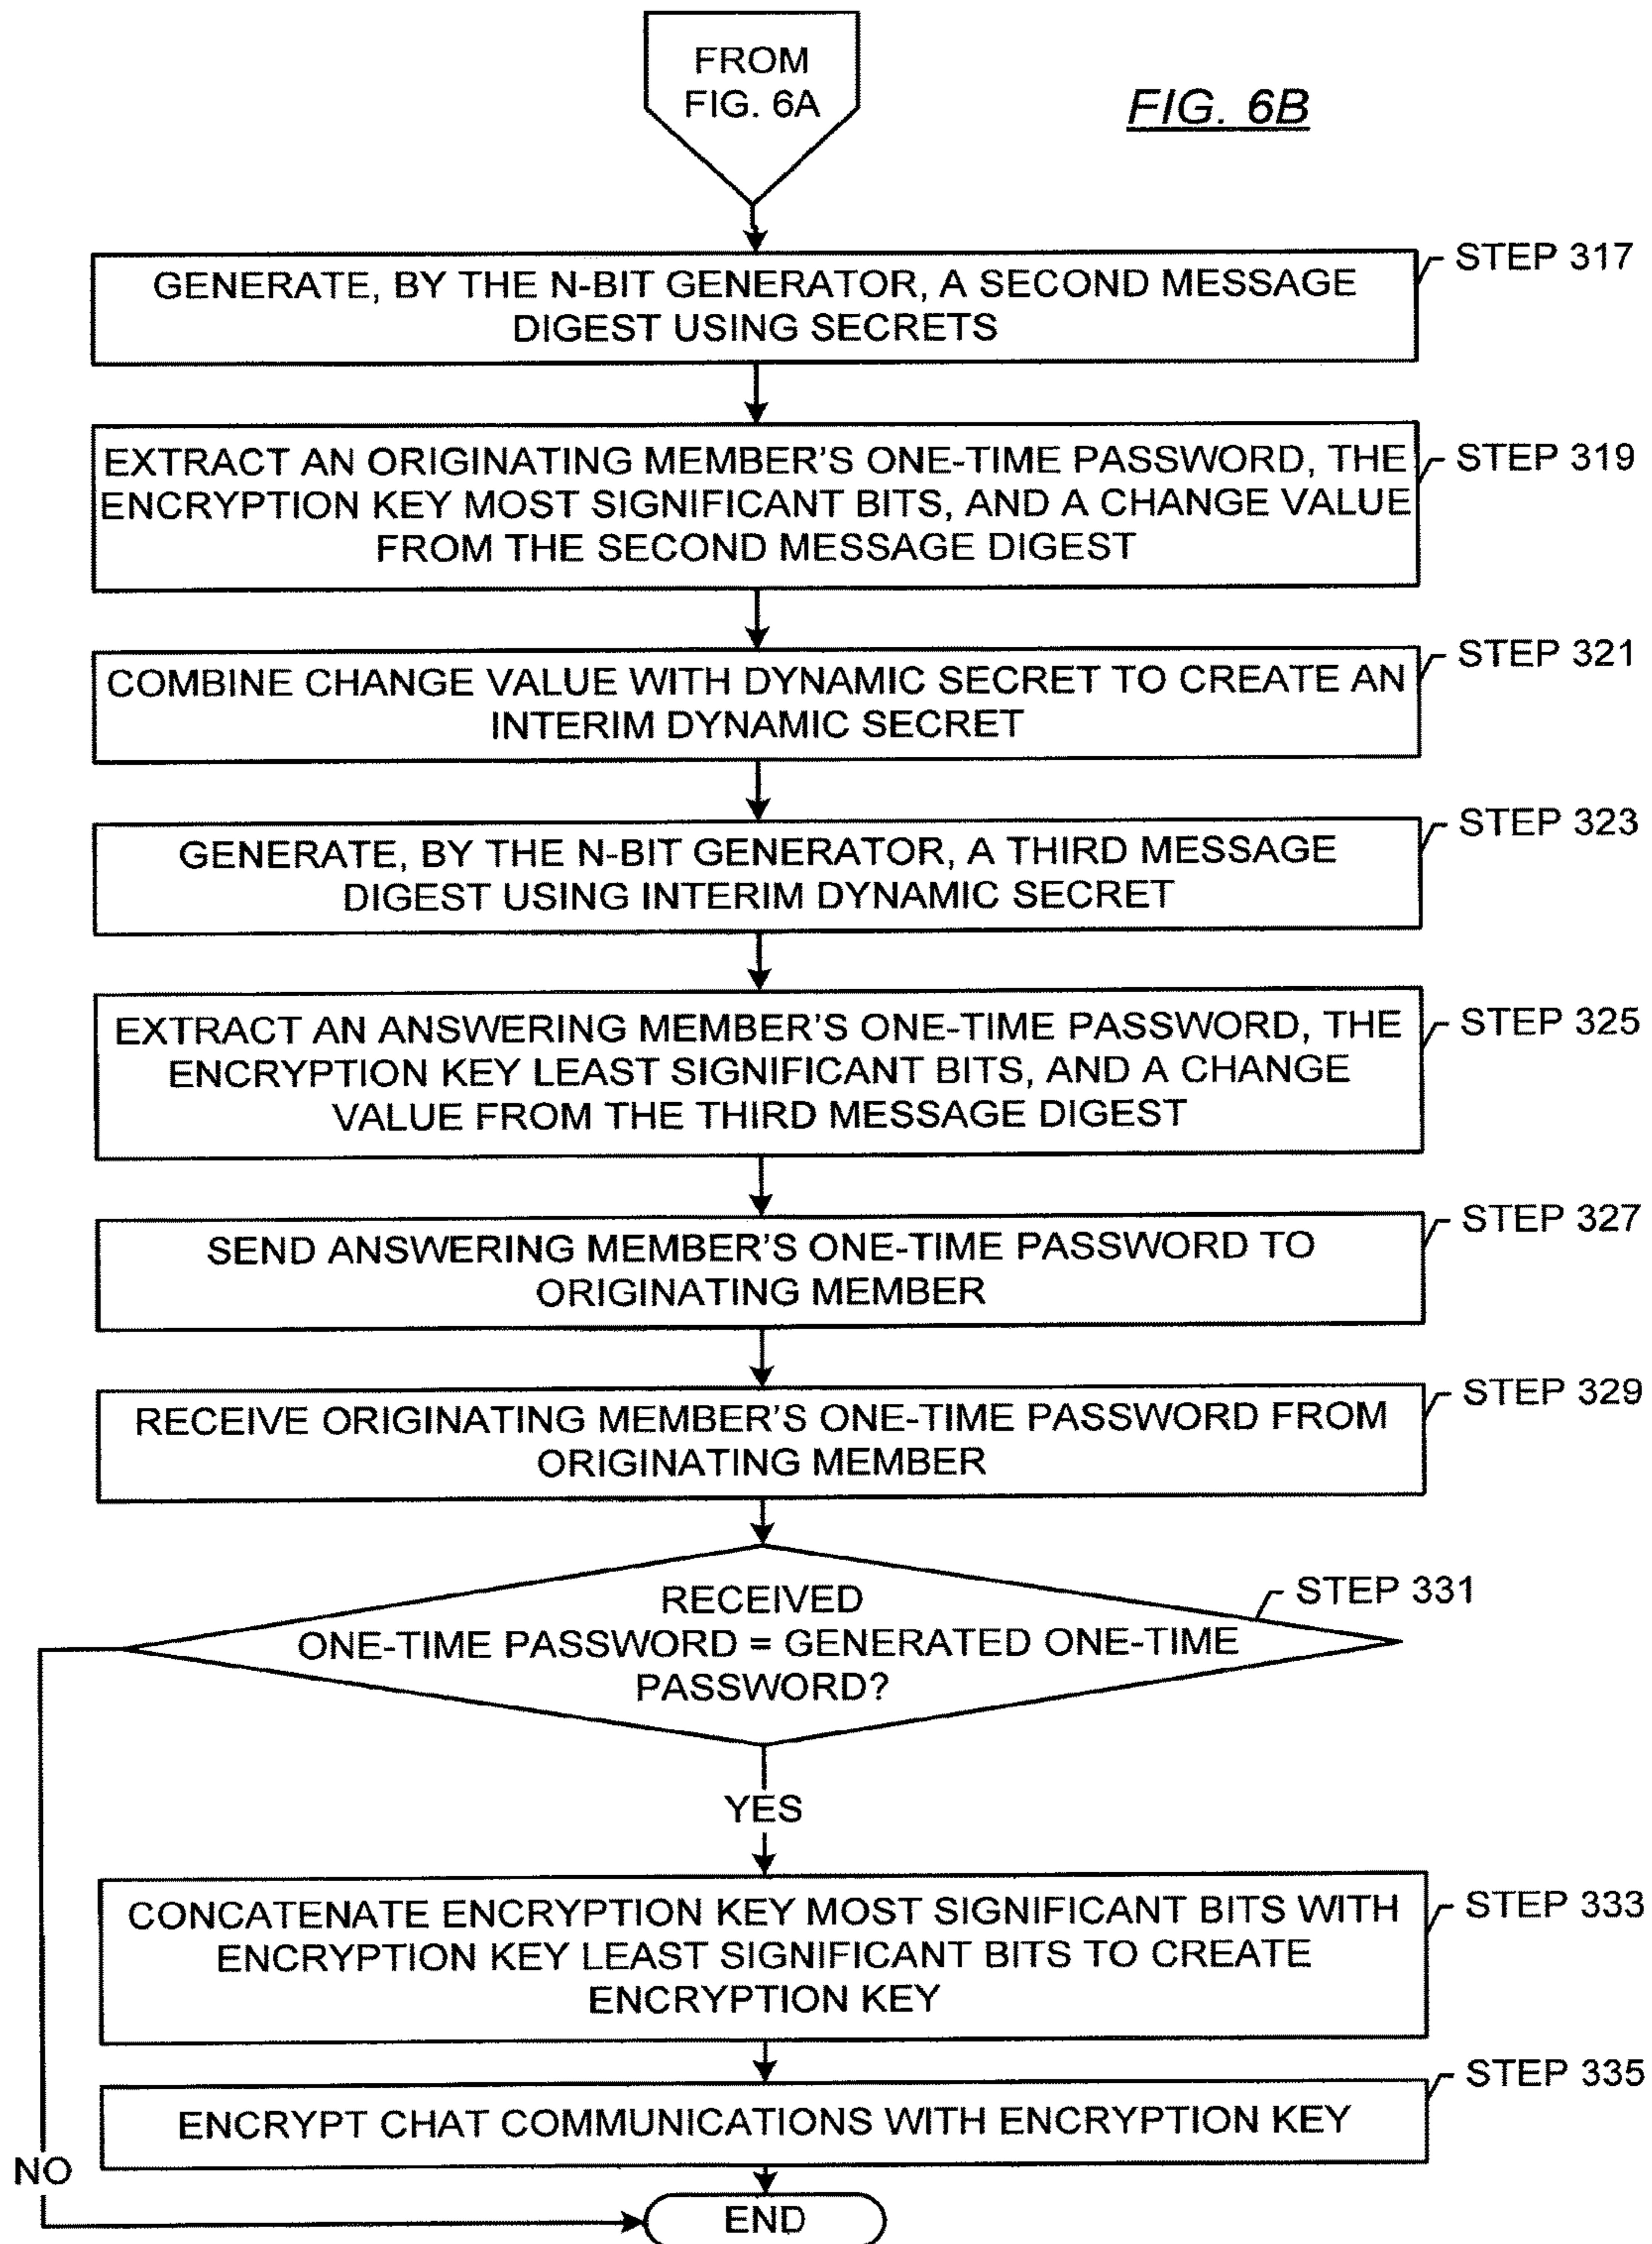 FROM
FIG. 6A
FIG. 6B
GENERATE, BY THE N-BIT GENERATOR, A SECOND MESSAGE
DIGEST USING SECRETS
STEP 317
EXTRACT AN ORIGINATING MEMBER'S ONE-TIME PASSWORD, THE
ENCRYPTION KEY MOST SIGNIFICANT BITS, AND A CHANGE VALUE
FROM THE SECOND MESSAGE DIGEST
STEP 319
COMBINE CHANGE VALUE WITH DYNAMIC SECRET TO CREATE AN
INTERIM DYNAMIC SECRET
STEP 321
GENERATE, BY THE N-BIT GENERATOR, A THIRD MESSAGE
DIGEST USING INTERIM DYNAMIC SECRET
STEP 323
EXTRACT AN ANSWERING MEMBER'S ONE-TIME PASSWORD, THE
ENCRYPTION KEY LEAST SIGNIFICANT BITS, AND A CHANGE
VALUE FROM THE THIRD MESSAGE DIGEST
STEP 325
SEND ANSWERING MEMBER'S ONE-TIME PASSWORD TO
ORIGINATING MEMBER
STEP 327
RECEIVE ORIGINATING MEMBER'S ONE-TIME PASSWORD FROM
ORIGINATING MEMBER
STEP 329
RECEIVED
ONE-TIME PASSWORD = GENERATED ONE-TIME
PASSWORD?
STEP 331
YES
CONCATENATE ENCRYPTION KEY MOST SIGNIFICANT BITS WITH
ENCRYPTION KEY LEAST SIGNIFICANT BITS TO CREATE
ENCRYPTION KEY
STEP 333
ENCRYPT CHAT COMMUNICATIONS WITH ENCRYPTION KEY
STEP 335
NO
END